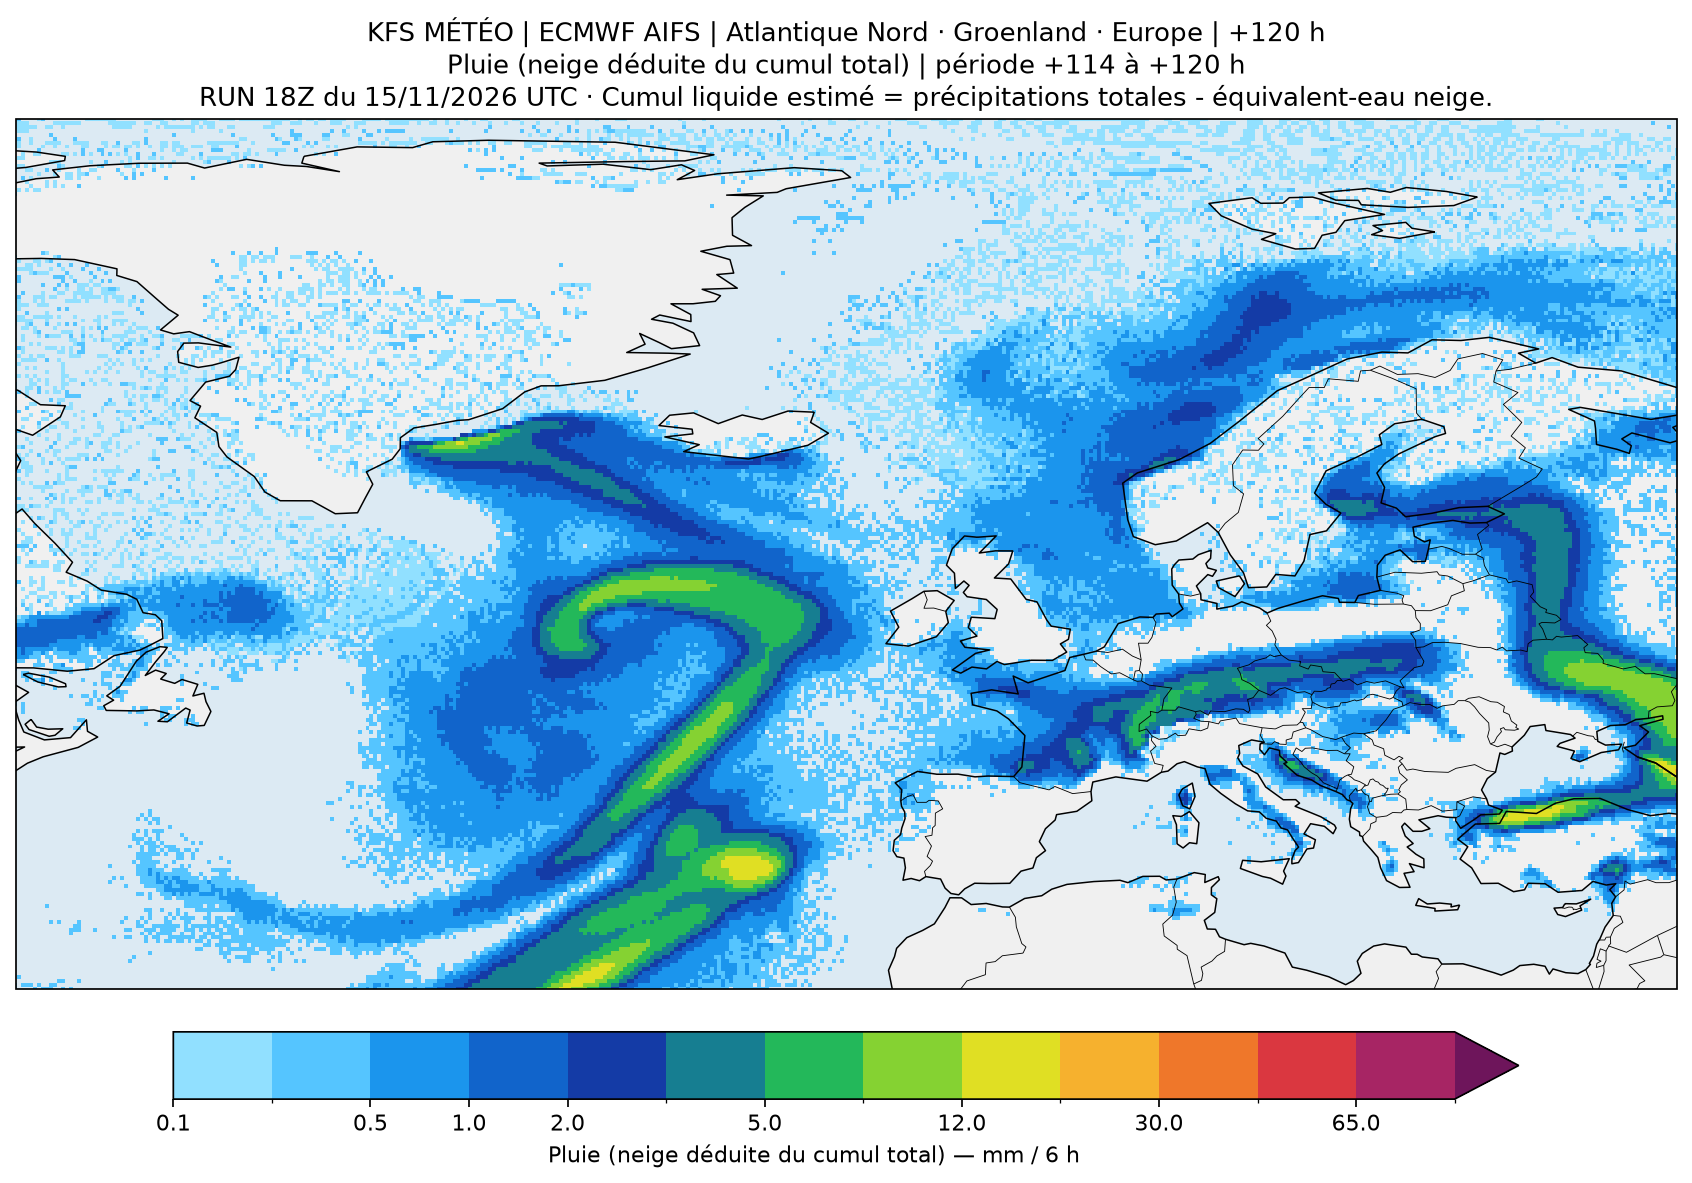 KFS MÉTÉO | ECMWF AIFS | Atlantique Nord · Groenland · Europe | +120 h
Pluie (neige déduite du cumul total) | période +114 à +120 h
RUN 18Z du 15/11/2026 UTC · Cumul liquide estimé = précipitations totales - équivalent-eau neige.
0.1 0.5 1.0 2.0 5.0 12.0 30.0 65.0
Pluie (neige déduite du cumul total) — mm / 6 h